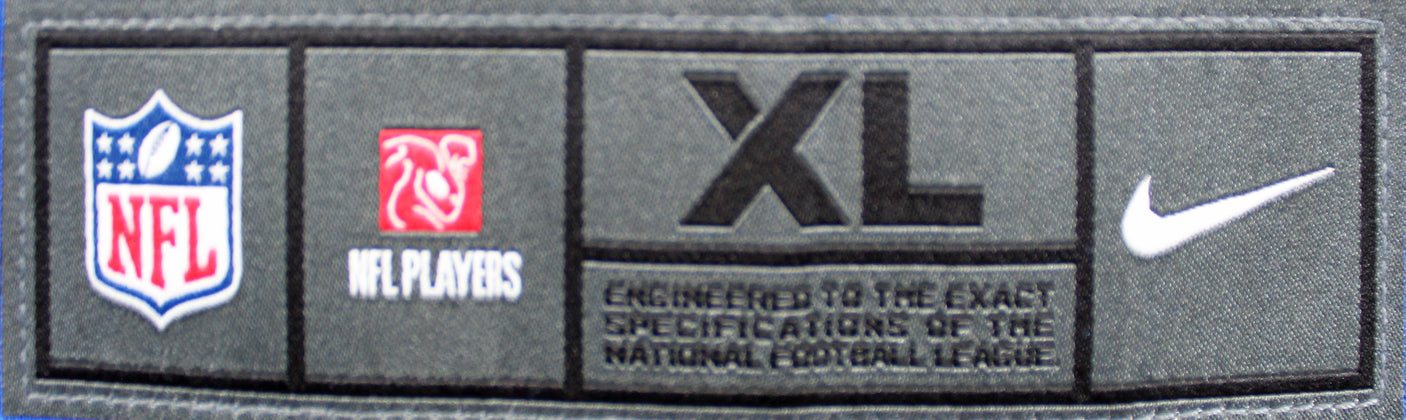 NFL
NFL PLAYERS
XL
ENGINEERED TO THE EXACT
SPECIFICATIONS OF THE
NATIONAL FOOTBALL LEAGUE.